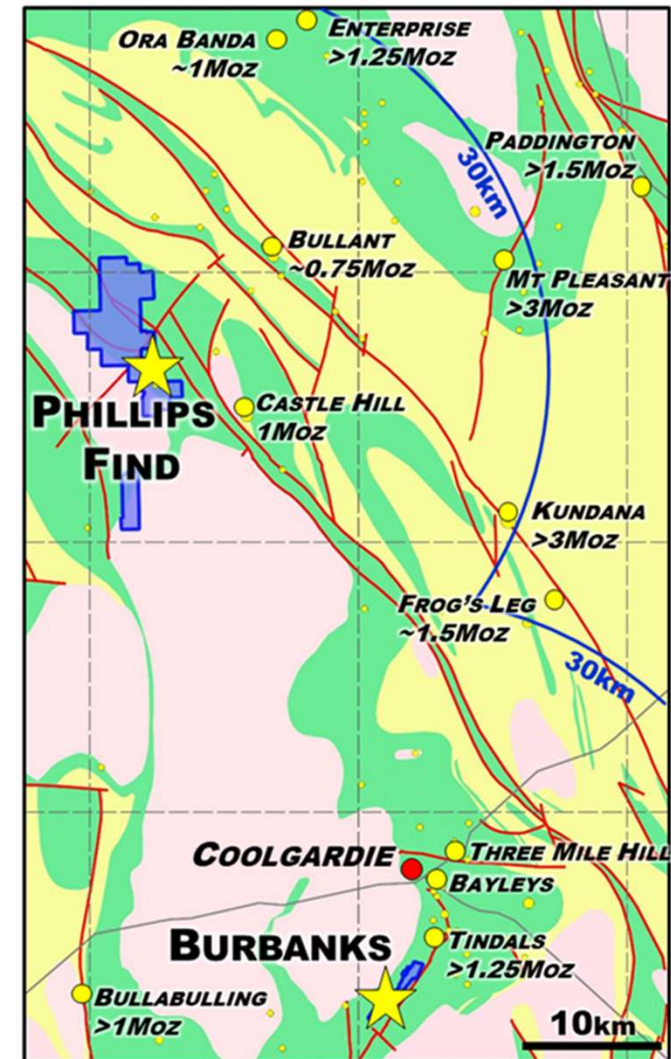 ENTERPRISE
>1.25MOZ
ORA BANDA
~1MOZ
30km
PADDINGTON
>1.5MOZ
BULLANT
~0.75MOZ
MT PLEASANT
>3MOZ
PHILLIPS
FIND
CASTLE HILL
1MOZ
KUNDANA
>3MOZ
FROG'S LEG
~1.5MOZ
30km
COOLGARDIE
THREE MILE HILL
BAYLEYS
BURBANKS
TINDALS
>1.25MOZ
BULLABULLING
>1MOZ
10KM